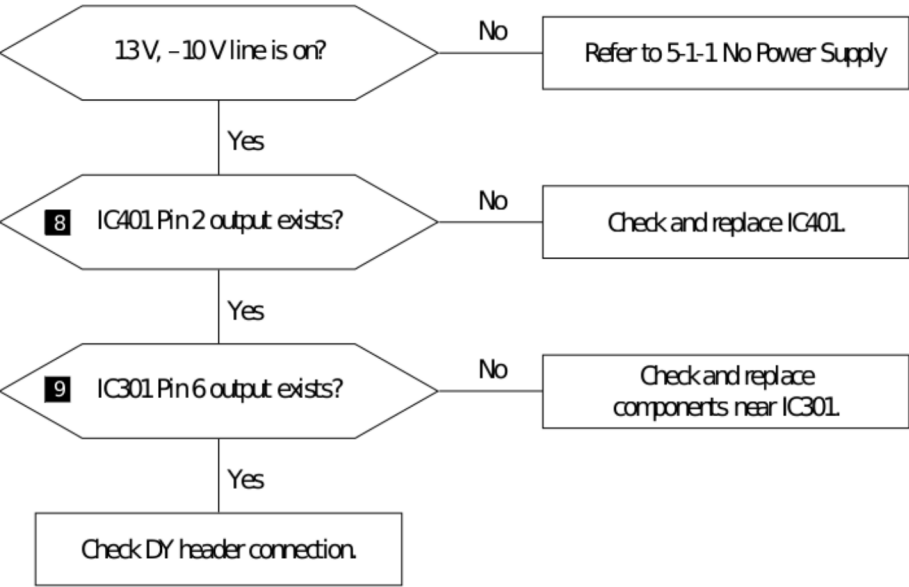 13 V, –10 V line is on?
No
Refer to 5-1-1 No Power Supply
Yes
8 IC401 Pin 2 output exists?
No
Check and replace IC401.
Yes
9 IC301 Pin 6 output exists?
No
Check and replace
components near IC301.
Yes
Check DY header connection.